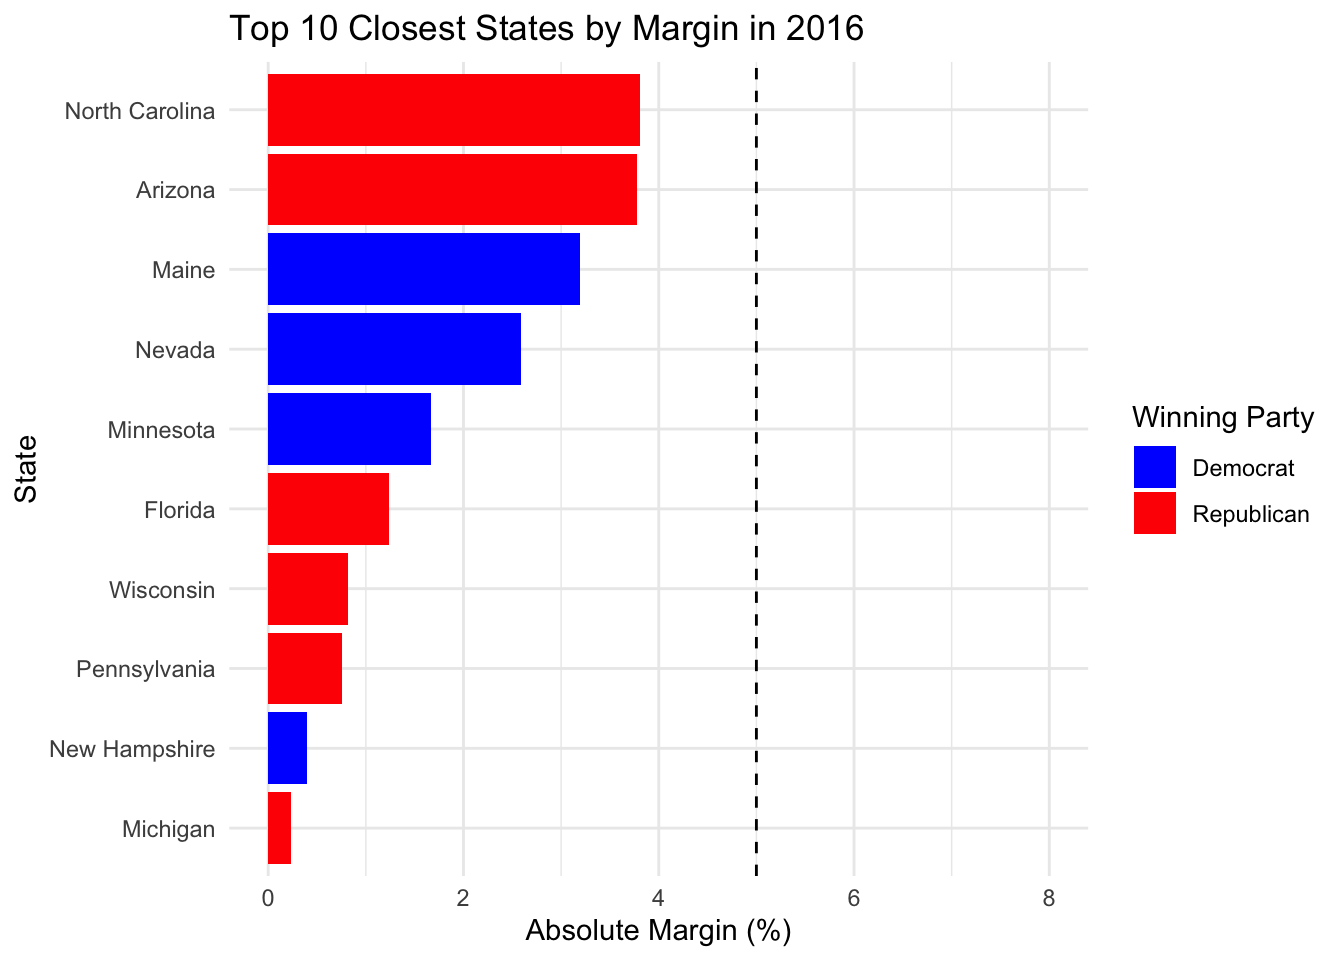 Top 10 Closest States by Margin in 2016
State
North Carolina
Arizona
Maine
Nevada
Minnesota
Florida
Wisconsin
Pennsylvania
New Hampshire
Michigan
0 2 4 6 8
Absolute Margin (%)
Winning Party
Democrat
Republican